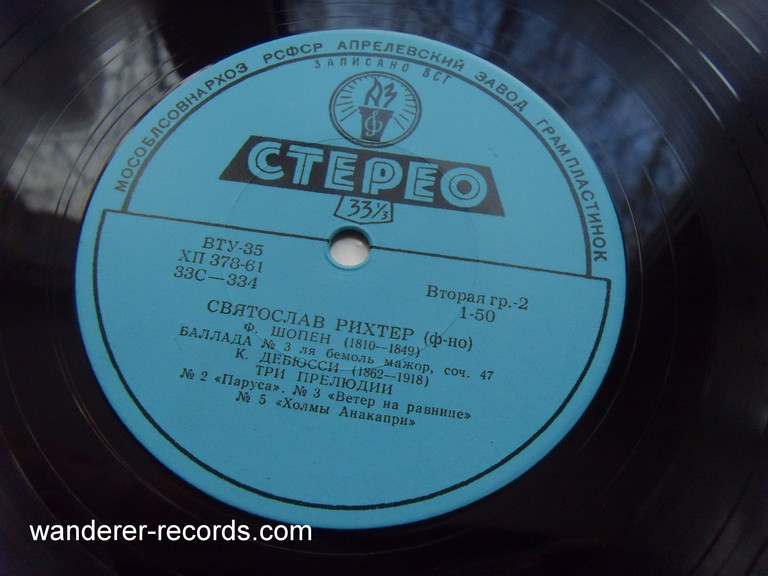 МОСОБЛСОВНАРХОЗ РСФСР АПРЕЛЕВСКИЙ ЗАВОД ГРАМПЛАСТИНОК
ЗАПИСАНО ВСГ
АЗ
СТЕРЕО
33⅓
ВТУ-35
ХП 378-61
33С—334
Вторая гр.-2
1-50
СВЯТОСЛАВ РИХТЕР (ф-но)
Ф. ШОПЕН (1810—1849)
БАЛЛАДА № 3 ля бемоль мажор, соч. 47
К. ДЕБЮССИ (1862—1918)
ТРИ ПРЕЛЮДИИ
№ 2 «Паруса». № 3 «Ветер на равнине»
№ 5 «Холмы Анакапри»
wanderer-records.com